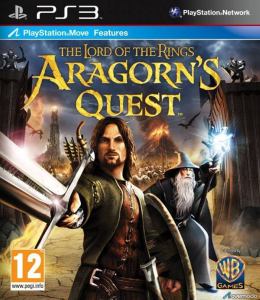 PS3
PlayStation Network
PlayStation Move Features
THE LORD OF THE RINGS
ARAGORN'S
QUEST
TM
12
www.pegi.info
WB
GAMES